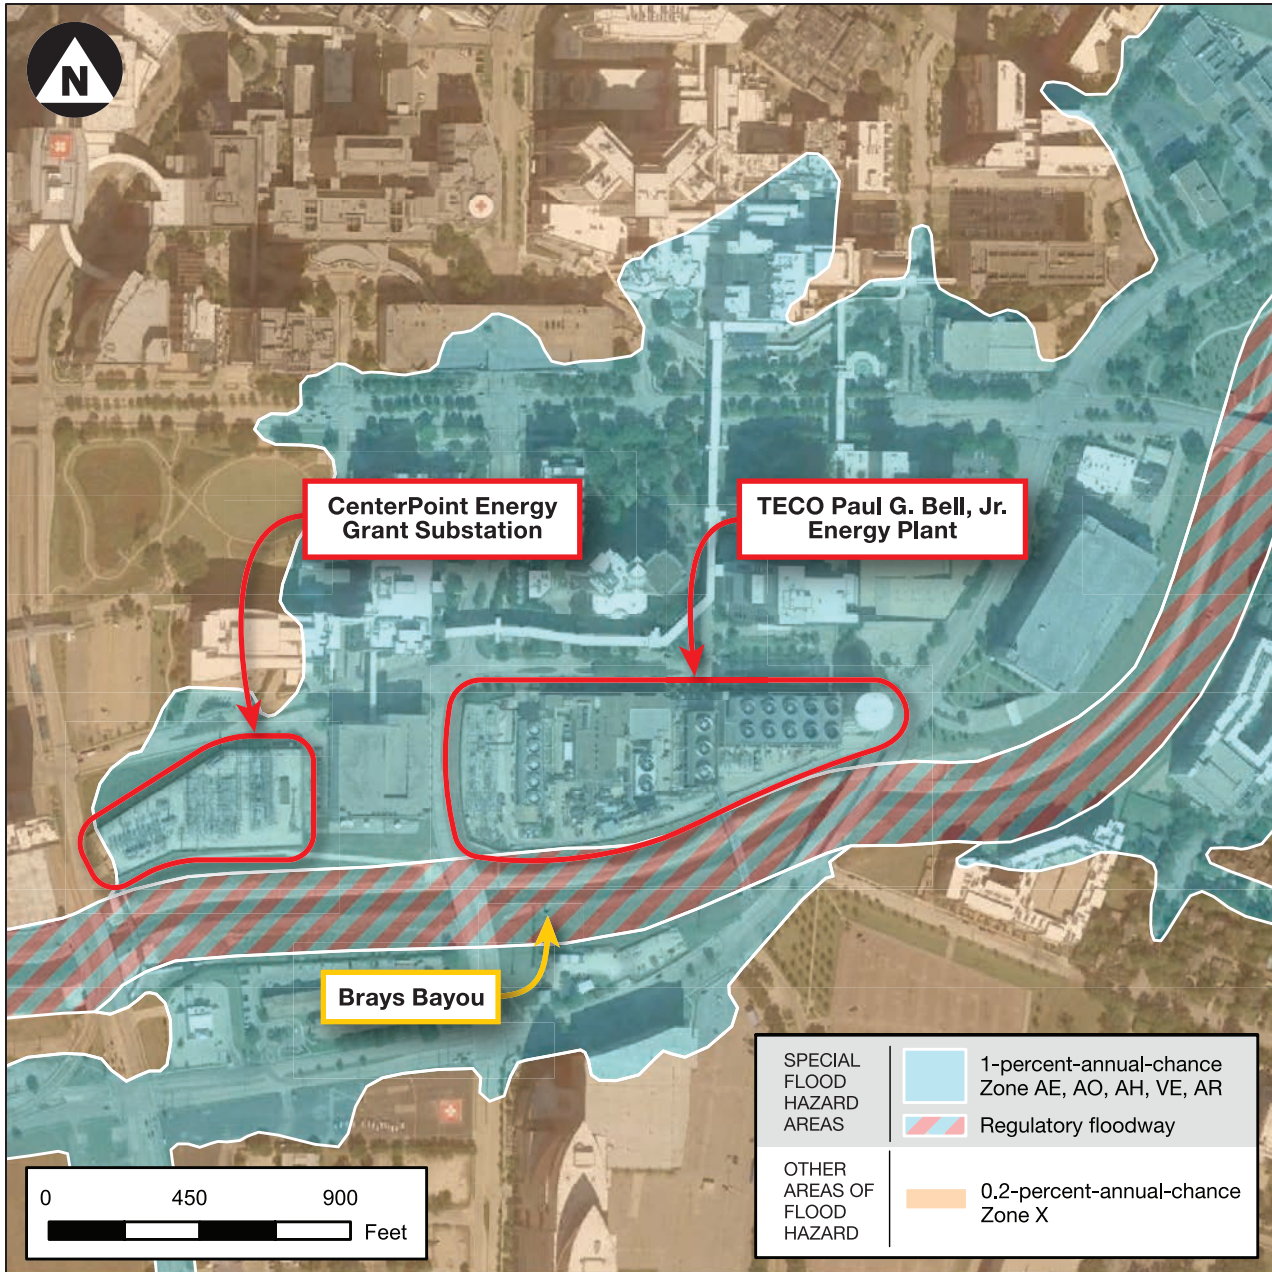 N
CenterPoint Energy
Grant Substation
TECO Paul G. Bell, Jr.
Energy Plant
Brays Bayou
SPECIAL
FLOOD
HAZARD
AREAS
1-percent-annual-chance
Zone AE, AO, AH, VE, AR
Regulatory floodway
OTHER
AREAS OF
FLOOD
HAZARD
0.2-percent-annual-chance
Zone X
0 450 900
Feet